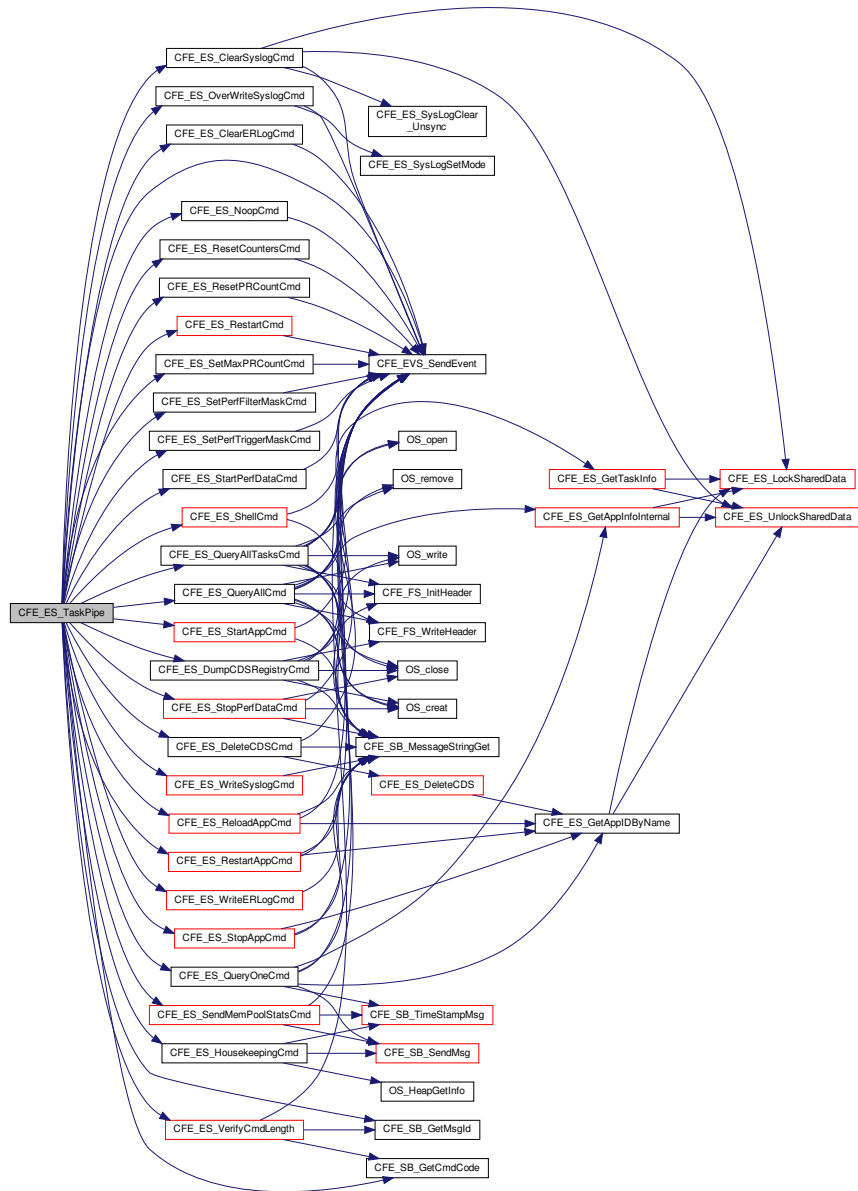 CFE_ES_TaskPipe
CFE_ES_ClearSyslogCmd
CFE_ES_OverWriteSyslogCmd
CFE_ES_ClearERLogCmd
CFE_ES_NoopCmd
CFE_ES_ResetCountersCmd
CFE_ES_ResetPRCountCmd
CFE_ES_RestartCmd
CFE_ES_SetMaxPRCountCmd
CFE_ES_SetPerfFilterMaskCmd
CFE_ES_SetPerfTriggerMaskCmd
CFE_ES_StartPerfDataCmd
CFE_ES_ShellCmd
CFE_ES_QueryAllTasksCmd
CFE_ES_QueryAllCmd
CFE_ES_StartAppCmd
CFE_ES_DumpCDSRegistryCmd
CFE_ES_StopPerfDataCmd
CFE_ES_DeleteCDSCmd
CFE_ES_WriteSyslogCmd
CFE_ES_ReloadAppCmd
CFE_ES_RestartAppCmd
CFE_ES_WriteERLogCmd
CFE_ES_StopAppCmd
CFE_ES_QueryOneCmd
CFE_ES_SendMemPoolStatsCmd
CFE_ES_HousekeepingCmd
CFE_ES_VerifyCmdLength
CFE_ES_SysLogClear
_Unsync
CFE_ES_SysLogSetMode
CFE_EVS_SendEvent
OS_open
OS_remove
OS_write
CFE_FS_InitHeader
CFE_FS_WriteHeader
OS_close
OS_creat
CFE_SB_MessageStringGet
CFE_ES_DeleteCDS
CFE_SB_TimeStampMsg
CFE_SB_SendMsg
OS_HeapGetInfo
CFE_SB_GetMsgId
CFE_SB_GetCmdCode
CFE_ES_GetTaskInfo
CFE_ES_GetAppInfoInternal
CFE_ES_GetAppIDByName
CFE_ES_LockSharedData
CFE_ES_UnlockSharedData